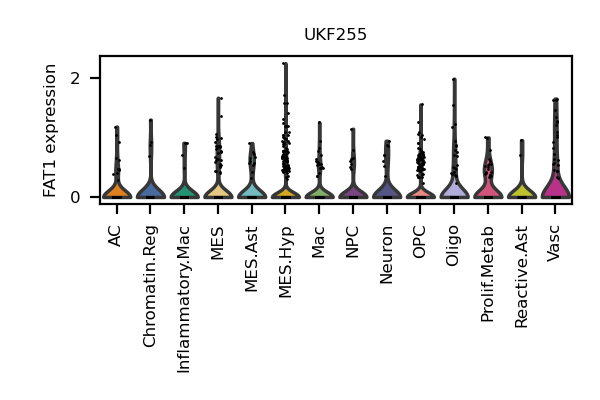 UKF255
FAT1 expression
2
0
AC
Chromatin.Reg
Inflammatory.Mac
MES
MES.Ast
MES.Hyp
Mac
NPC
Neuron
OPC
Oligo
Prolif.Metab
Reactive.Ast
Vasc